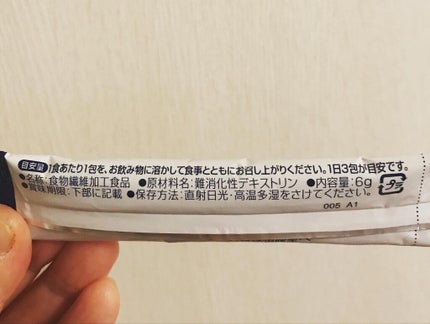 目安量 1食あたり1包を、お飲み物に溶かして食事とともにお召し上がりください。1日3包が目安です。
●名称：食物繊維加工食品 ●原材料名：難消化性デキストリン ●内容量：6g
●賞味期限：下部に記載 ●保存方法：直射日光・高温多湿をさけてください。
プラ
005 A1